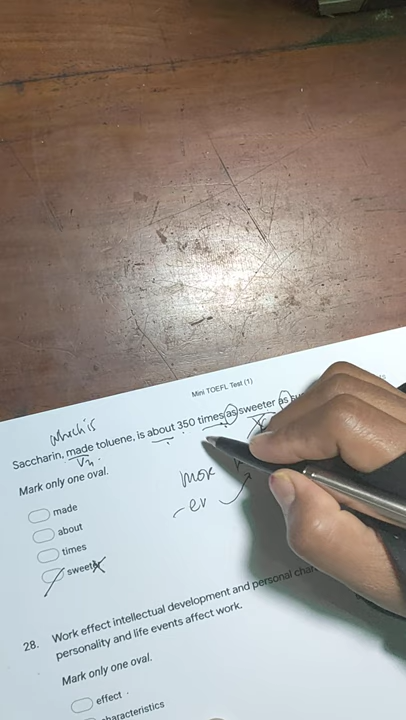 Mini TOEFL Test (1)
which is
Saccharin, made toluene, is about 350 times as sweeter as
V3.
Mark only one oval.
made
about
times
sweeter
more
-er
28. Work effect intellectual development and personal
personality and life events affect work.
Mark only one oval.
effect
characteristics